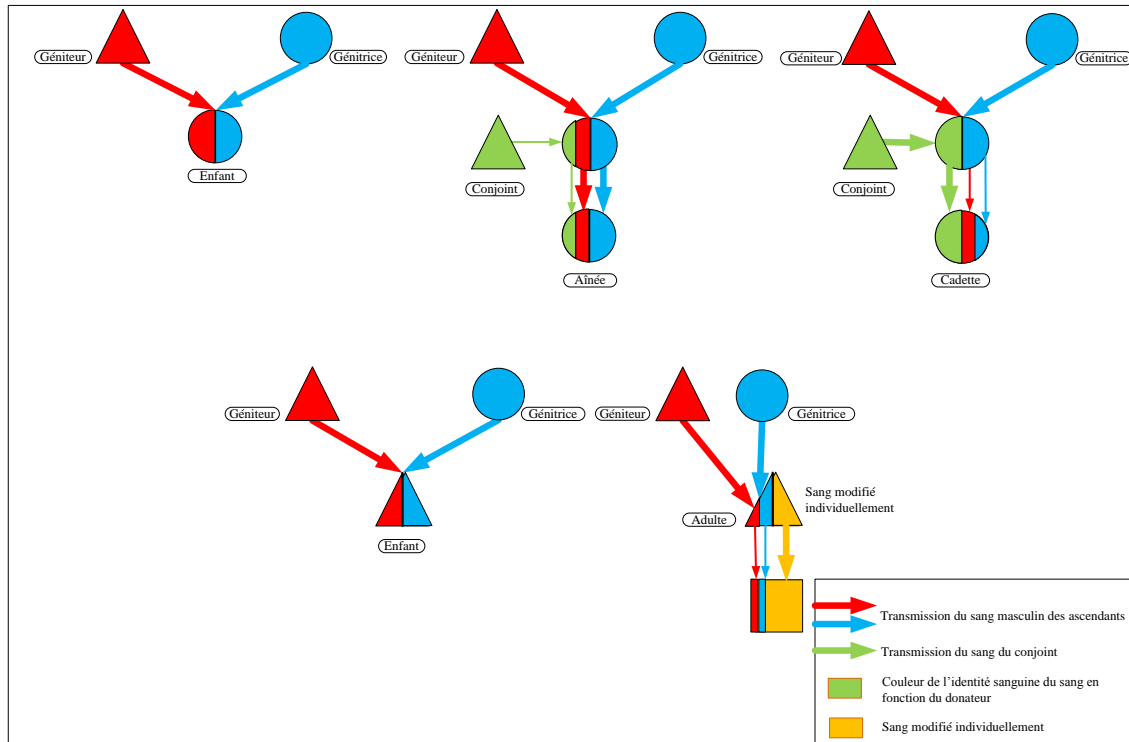 Géniteur
Génitrice
Géniteur
Génitrice
Géniteur
Génitrice
Enfant
Conjoint
Conjoint
Aînée
Cadette
Géniteur
Génitrice
Géniteur
Génitrice
Sang modifié
individuellement
Adulte
Enfant
Transmission du sang masculin des ascendants
Transmission du sang du conjoint
Couleur de l’identité sanguine du sang en
fonction du donateur
Sang modifié individuellement